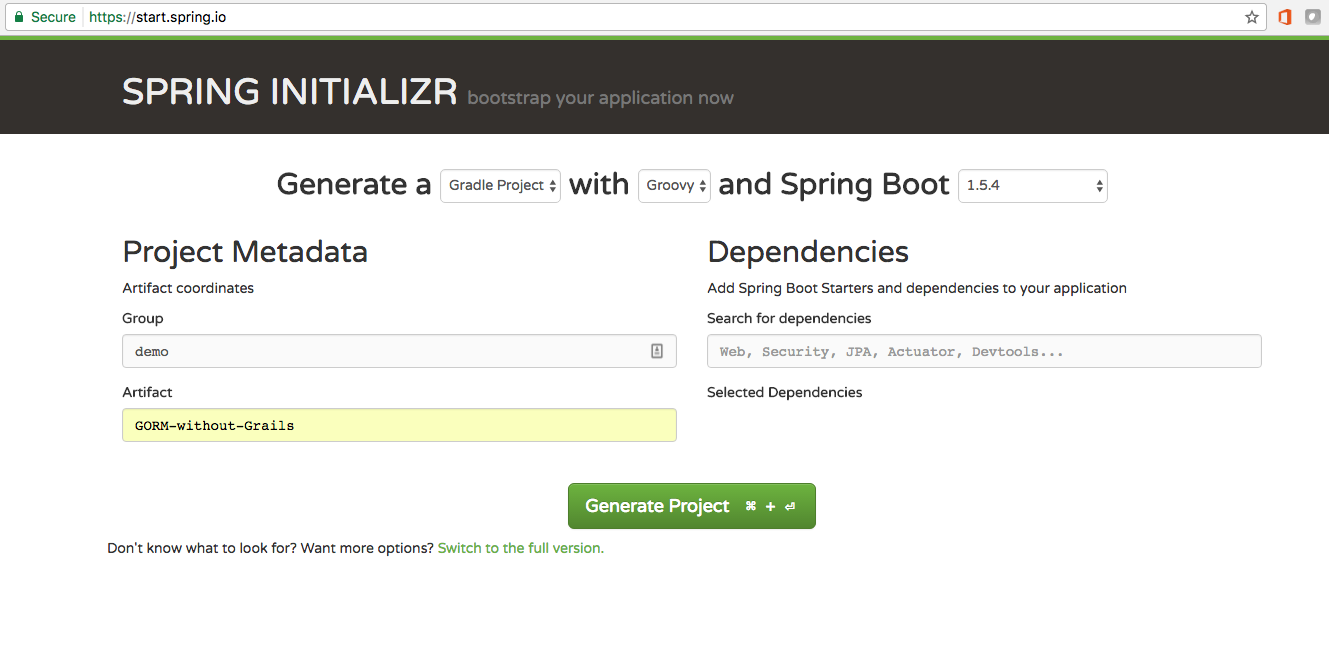 Secure https://start.spring.io
SPRING INITIALIZR bootstrap your application now
Generate a Gradle Project with Groovy and Spring Boot 1.5.4
Project Metadata
Artifact coordinates
Group
demo
Artifact
GORM-without-Grails
Dependencies
Add Spring Boot Starters and dependencies to your application
Search for dependencies
Web, Security, JPA, Actuator, Devtools...
Selected Dependencies
Generate Project ⌘ + ⏎
Don't know what to look for? Want more options? Switch to the full version.